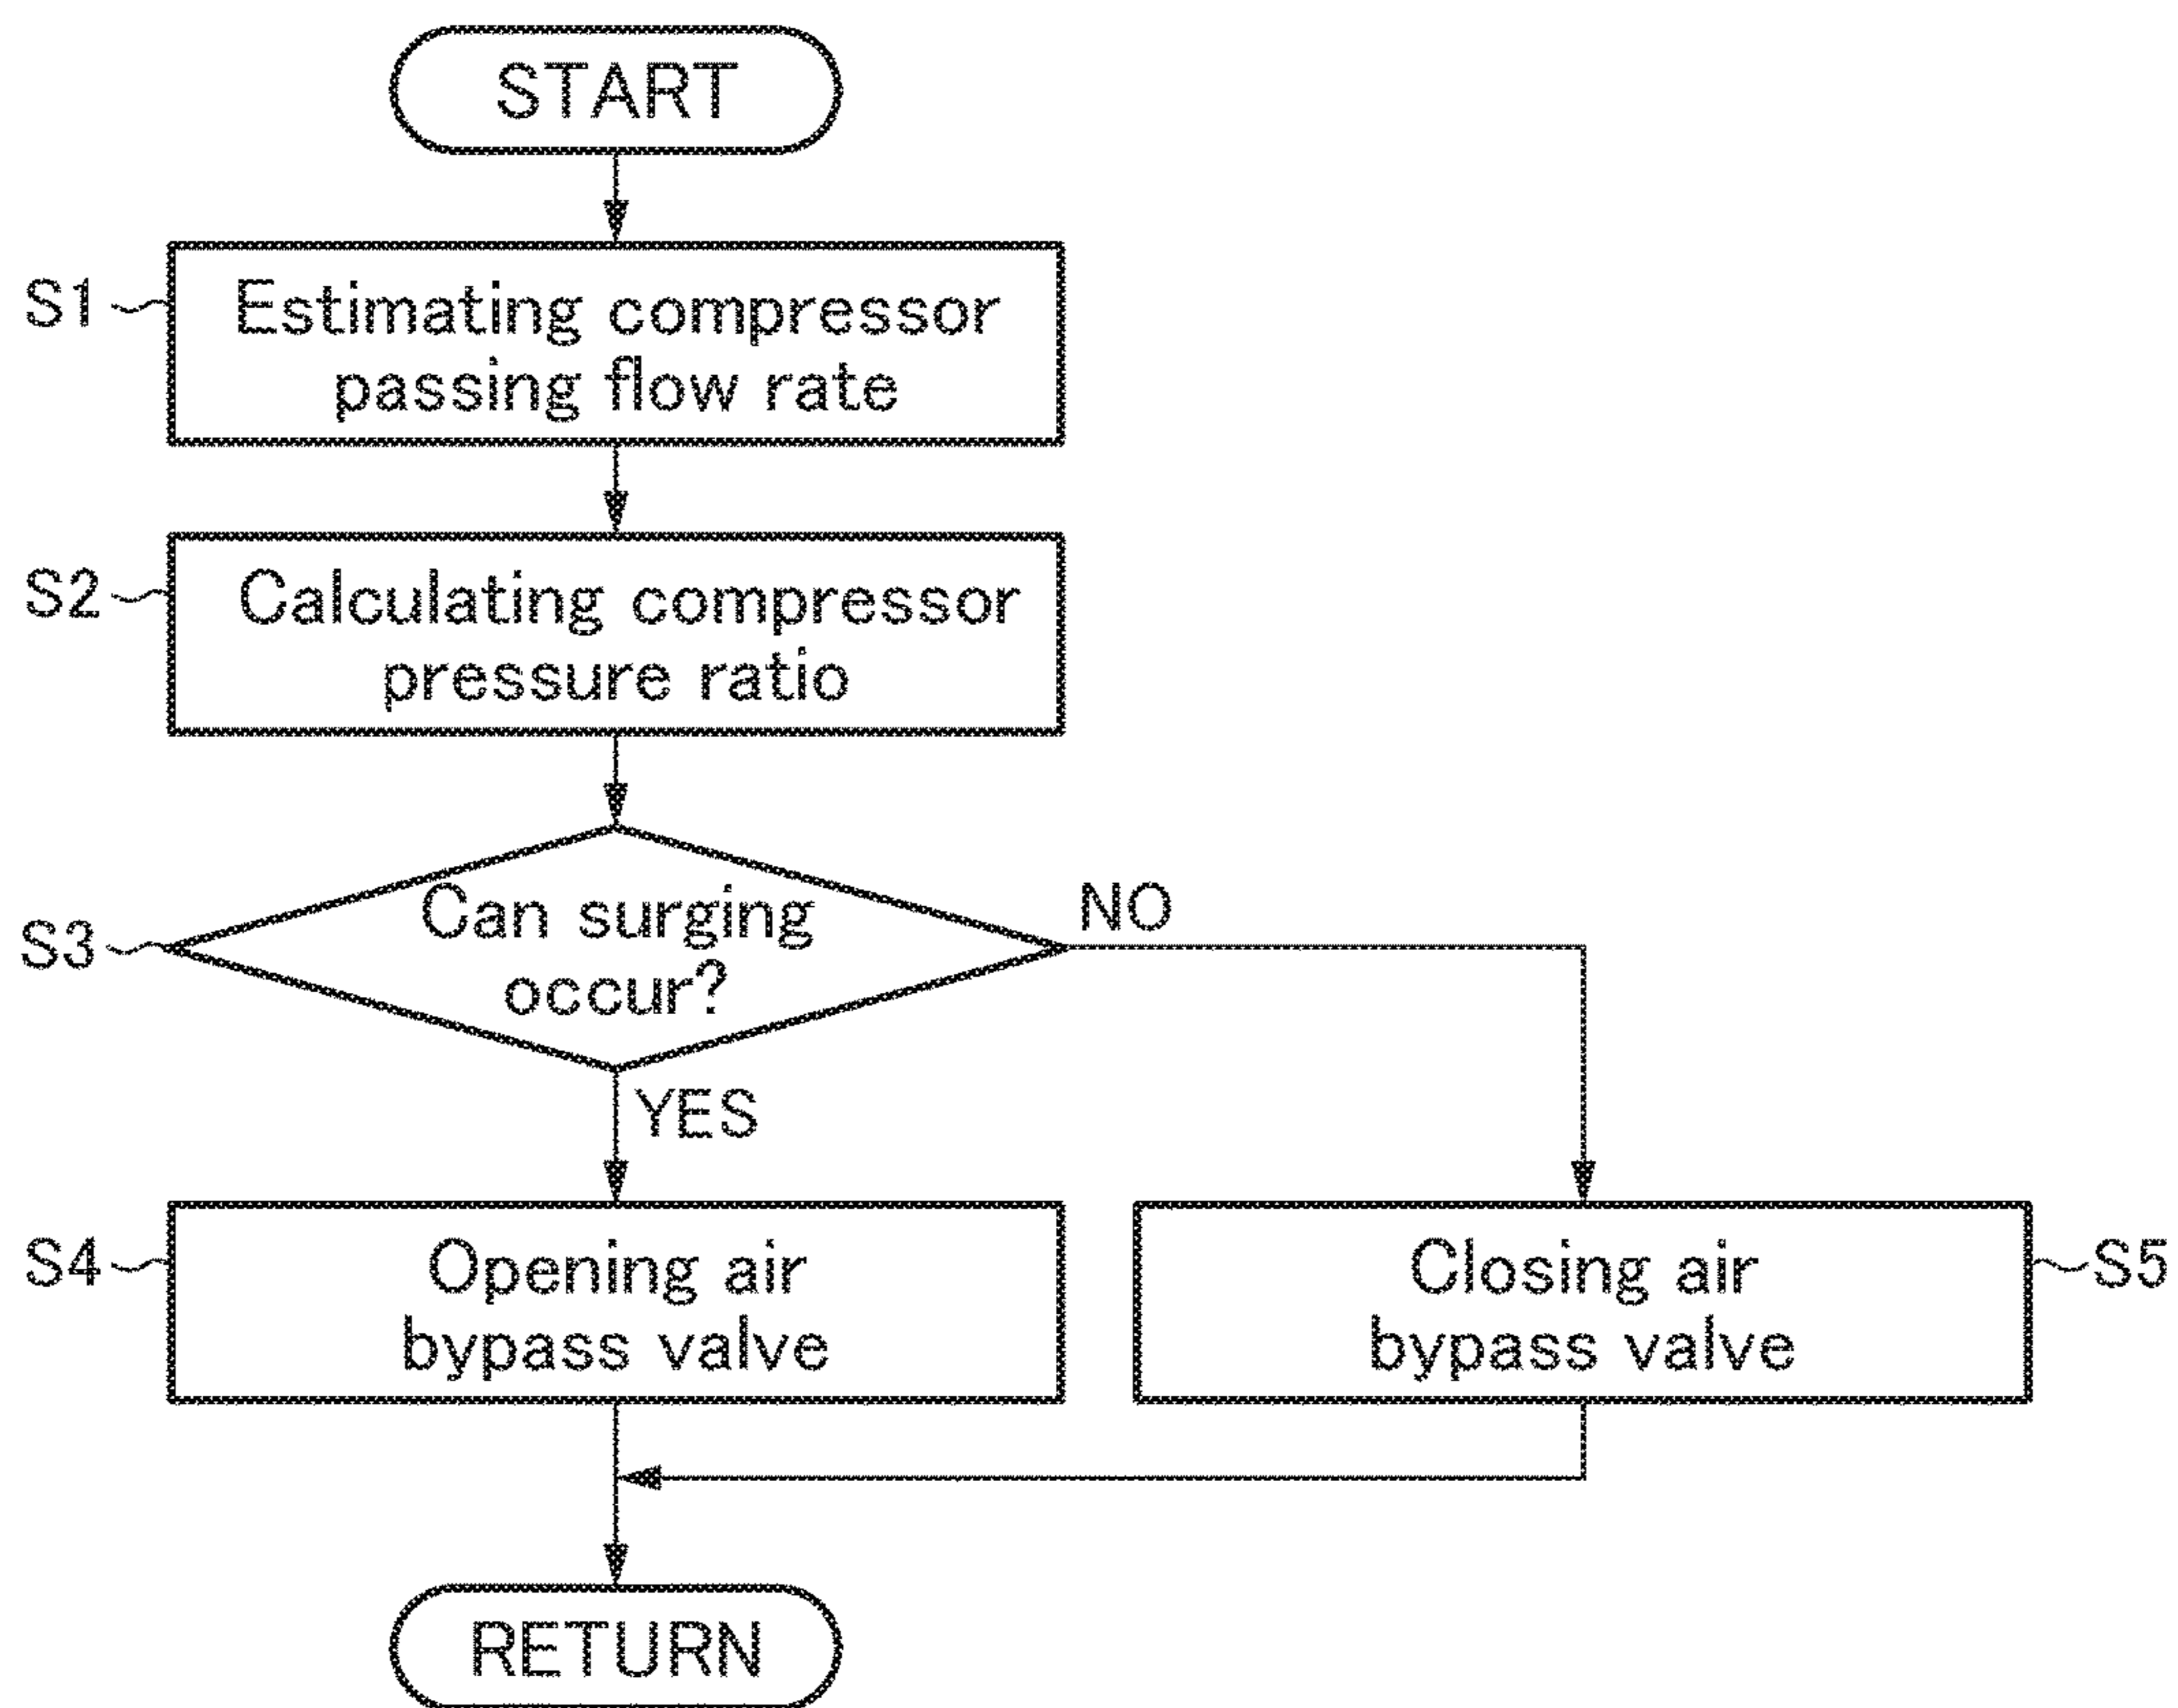 START
S1
Estimating compressor
passing flow rate
S2
Calculating compressor
pressure ratio
S3
Can surging
occur?
NO
YES
S4
Opening air
bypass valve
Closing air
bypass valve
S5
RETURN